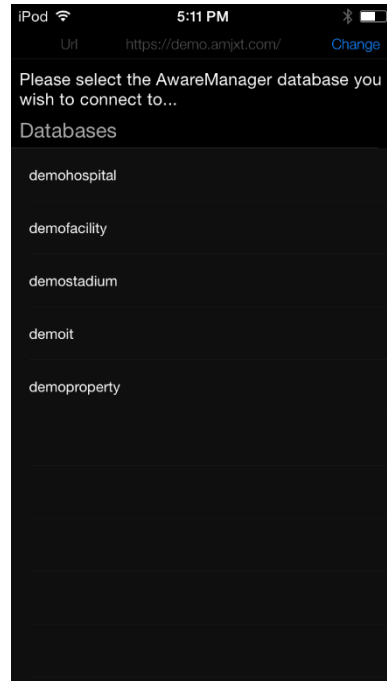 iPod 5:11 PM
Url https://demo.amjxt.com/ Change
Please select the AwareManager database you
wish to connect to...
Databases
demohospital
demofacility
demostadium
demoit
demoproperty